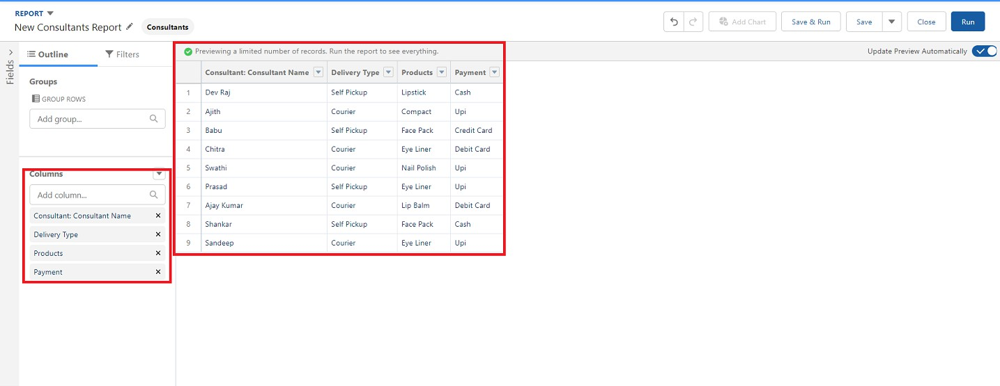 REPORT
New Consultants Report Consultants
Add Chart Save & Run Save Close Run
Fields
Outline Filters
Previewing a limited number of records. Run the report to see everything.
Update Preview Automatically
Groups
GROUP ROWS
Add group...
Columns
Add column...
Consultant: Consultant Name
Delivery Type
Products
Payment
Consultant: Consultant Name Delivery Type Products Payment
1 Dev Raj Self Pickup Lipstick Cash
2 Ajith Courier Compact Upi
3 Babu Self Pickup Face Pack Credit Card
4 Chitra Courier Eye Liner Debit Card
5 Swathi Courier Nail Polish Upi
6 Prasad Self Pickup Eye Liner Upi
7 Ajay Kumar Courier Lip Balm Debit Card
8 Shankar Self Pickup Face Pack Cash
9 Sandeep Courier Eye Liner Upi